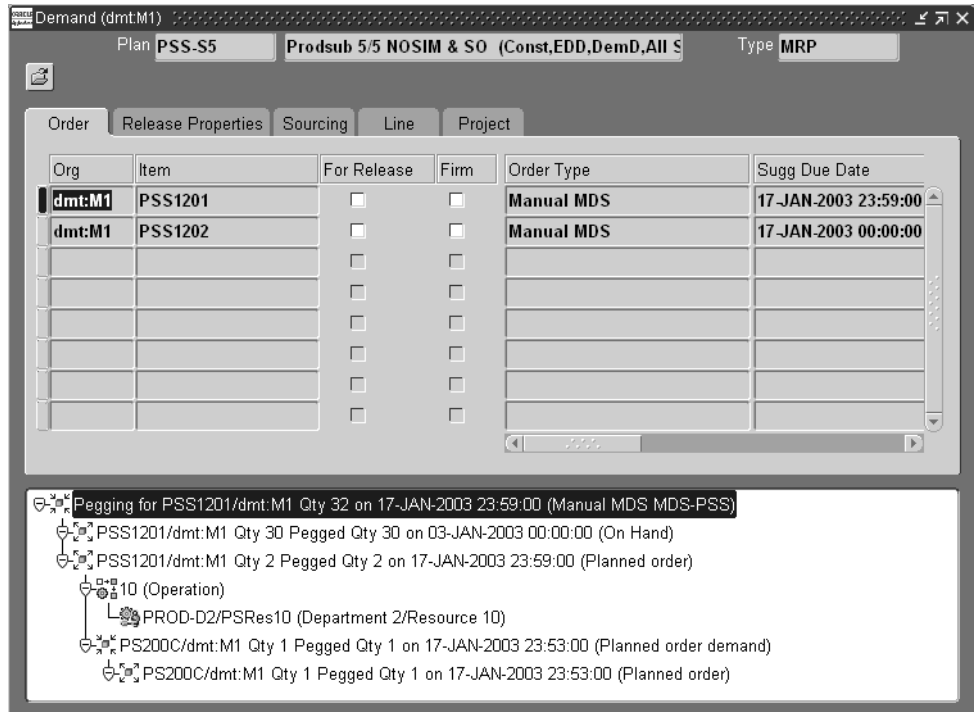 Demand (dmt:M1)
Plan PSS-S5 Prodsub 5/5 NOSIM & SO (Const,EDD,DemD,All S Type MRP
Order Release Properties Sourcing Line Project
Org Item For Release Firm Order Type Sugg Due Date
dmt:M1 PSS1201 Manual MDS 17-JAN-2003 23:59:00
dmt:M1 PSS1202 Manual MDS 17-JAN-2003 00:00:00
Pegging for PSS1201/dmt:M1 Qty 32 on 17-JAN-2003 23:59:00 (Manual MDS MDS-PSS)
PSS1201/dmt:M1 Qty 30 Pegged Qty 30 on 03-JAN-2003 00:00:00 (On Hand)
PSS1201/dmt:M1 Qty 2 Pegged Qty 2 on 17-JAN-2003 23:59:00 (Planned order)
10 (Operation)
PROD-D2/PSRes10 (Department 2/Resource 10)
PS200C/dmt:M1 Qty 1 Pegged Qty 1 on 17-JAN-2003 23:53:00 (Planned order demand)
PS200C/dmt:M1 Qty 1 Pegged Qty 1 on 17-JAN-2003 23:53:00 (Planned order)